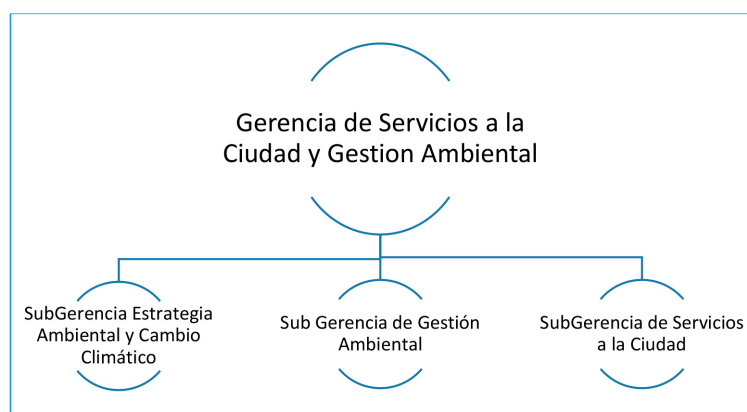 Gerencia de Servicios a la
Ciudad y Gestion Ambiental
SubGerencia Estrategia
Ambiental y Cambio
Climático
Sub Gerencia de Gestión
Ambiental
SubGerencia de Servicios
a la Ciudad